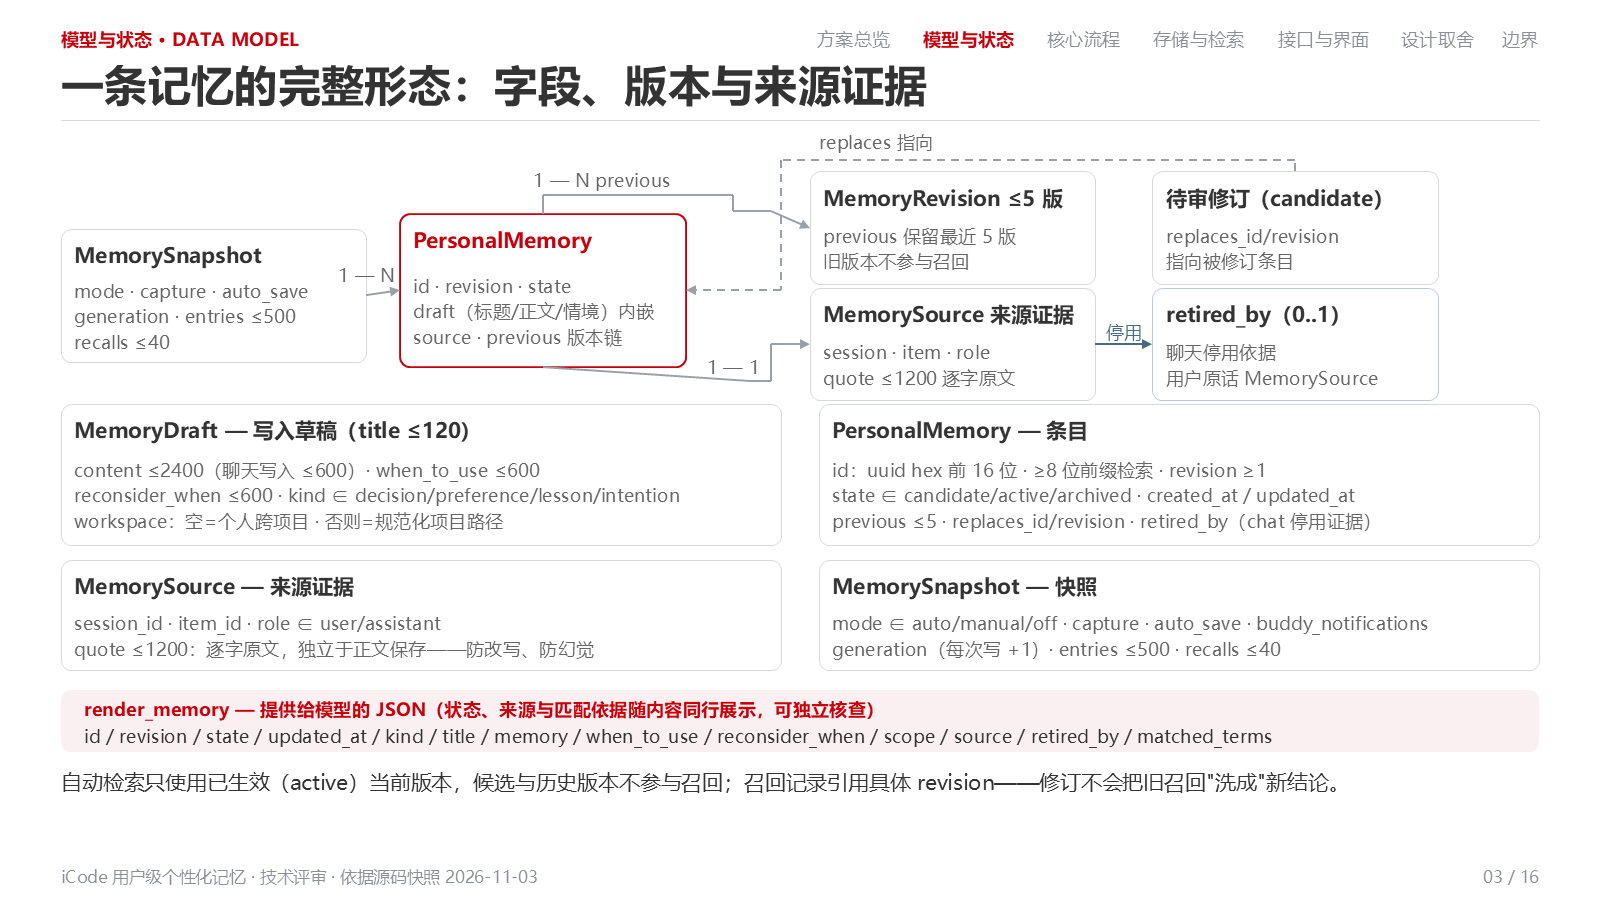 模型与状态 • DATA MODEL
方案总览 模型与状态 核心流程 存储与检索 接口与界面 设计取舍 边界
一条记忆的完整形态：字段、版本与来源证据
replaces 指向
1 — N previous
MemorySnapshot
mode · capture · auto_save
generation · entries ≤500
recalls ≤40
1 — N
PersonalMemory
id · revision · state
draft（标题/正文/情境）内嵌
source · previous 版本链
1 — 1
MemoryRevision ≤5 版
previous 保留最近 5 版
旧版本不参与召回
待审修订（candidate）
replaces_id/revision
指向被修订条目
MemorySource 来源证据
session · item · role
quote ≤1200 逐字原文
停用
retired_by（0..1）
聊天停用依据
用户原话 MemorySource
MemoryDraft — 写入草稿（title ≤120）
content ≤2400（聊天写入 ≤600）· when_to_use ≤600
reconsider_when ≤600 · kind ∈ decision/preference/lesson/intention
workspace：空=个人跨项目 · 否则=规范化项目路径
PersonalMemory — 条目
id：uuid hex 前 16 位 · ≥8 位前缀检索 · revision ≥1
state ∈ candidate/active/archived · created_at / updated_at
previous ≤5 · replaces_id/revision · retired_by（chat 停用证据）
MemorySource — 来源证据
session_id · item_id · role ∈ user/assistant
quote ≤1200：逐字原文，独立于正文保存——防改写、防幻觉
MemorySnapshot — 快照
mode ∈ auto/manual/off · capture · auto_save · buddy_notifications
generation（每次写 +1）· entries ≤500 · recalls ≤40
render_memory — 提供给模型的 JSON（状态、来源与匹配依据随内容同行展示，可独立核查）
id / revision / state / updated_at / kind / title / memory / when_to_use / reconsider_when / scope / source / retired_by / matched_terms
自动检索只使用已生效（active）当前版本，候选与历史版本不参与召回；召回记录引用具体 revision——修订不会把旧召回"洗成"新结论。
iCode 用户级个性化记忆 · 技术评审 · 依据源码快照 2026-11-03
03 / 16